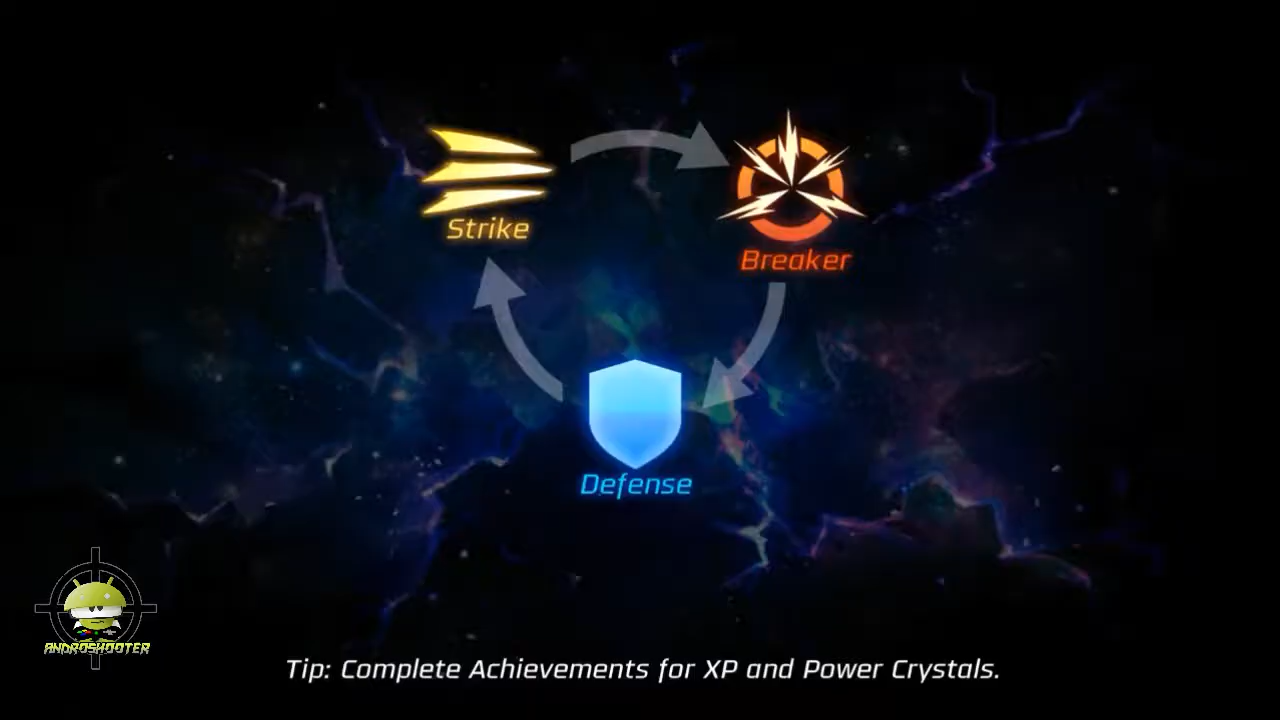 Strike
Breaker
Defense
ANDROSHOOTER
Tip: Complete Achievements for XP and Power Crystals.